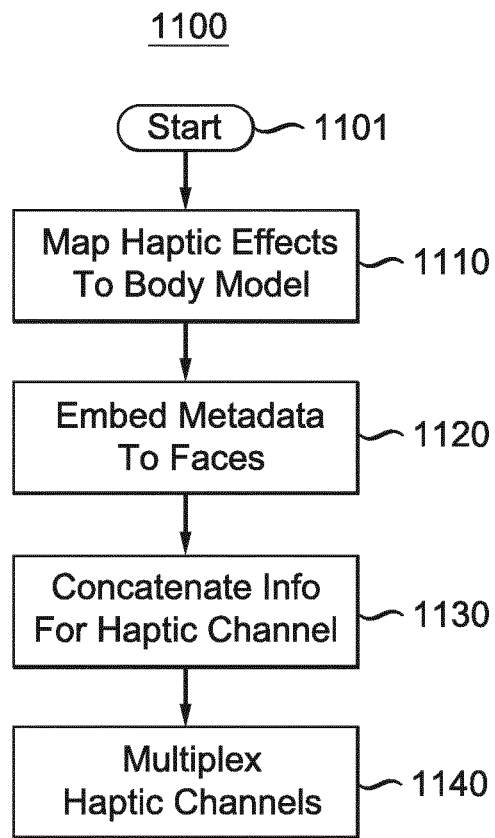 1100
Start
1101
Map Haptic Effects
To Body Model
1110
Embed Metadata
To Faces
1120
Concatenate Info
For Haptic Channel
1130
Multiplex
Haptic Channels
1140